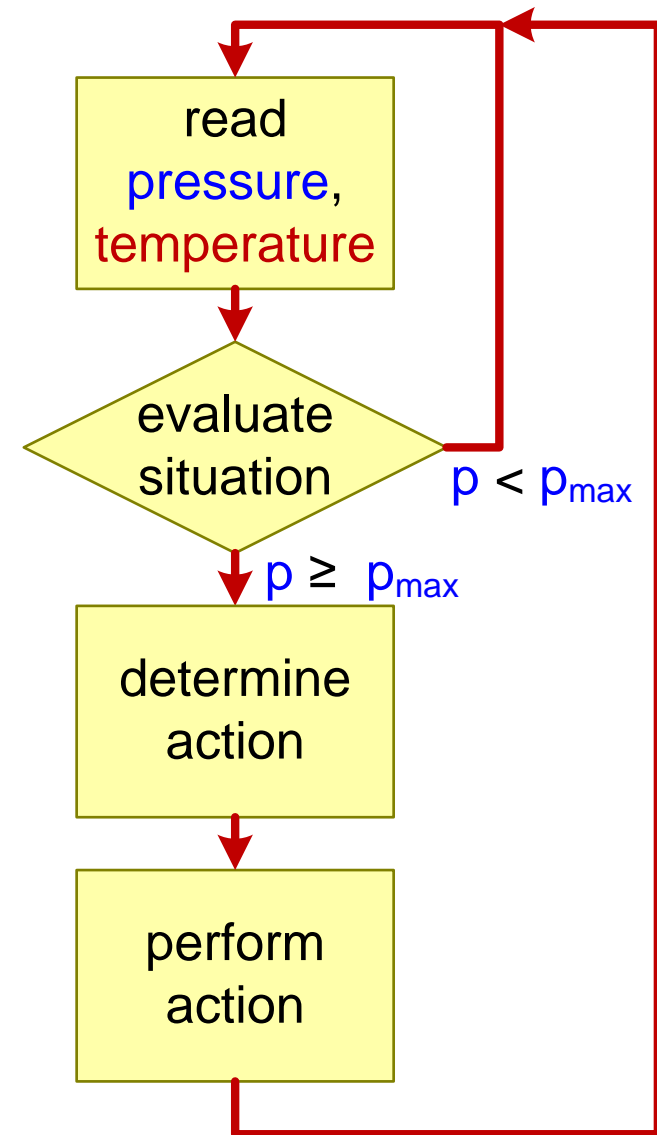 read
pressure,
temperature
evaluate
situation
p < pmax
p ≥ pmax
determine
action
perform
action